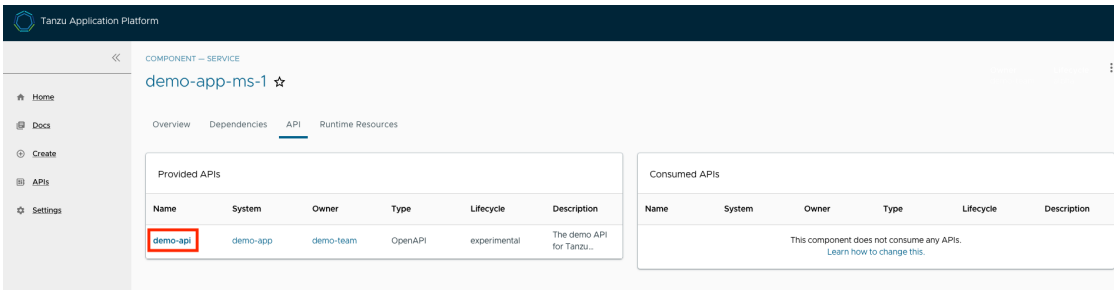 Tanzu Application Platform
Home
Docs
Create
APIs
Settings
COMPONENT — SERVICE
demo-app-ms-1
Overview Dependencies API Runtime Resources
Provided APIs
Name System Owner Type Lifecycle Description
demo-api demo-app demo-team OpenAPI experimental The demo API
for Tanzu...
Consumed APIs
Name System Owner Type Lifecycle Description
This component does not consume any APIs.
Learn how to change this.